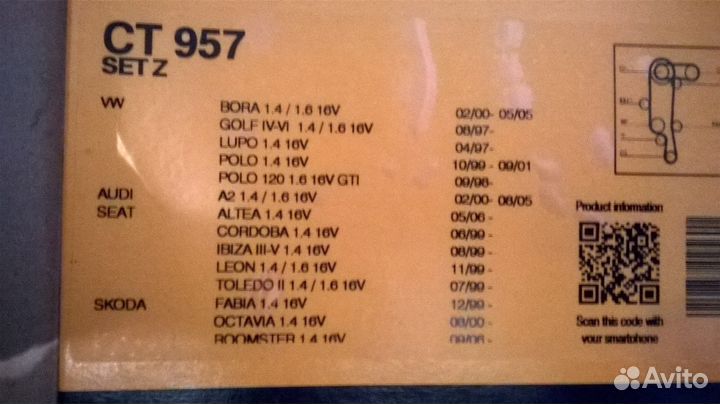 CT 957
SET Z
VW BORA 1.4 / 1.6 16V 02/00- 05/05
GOLF IV-VI 1.4 / 1.6 16V 08/97-
LUPO 1.4 16V 04/97-
POLO 1.4 16V 10/99 - 09/01
POLO 120 1.6 16V GTI 09/98-
AUDI A2 1.4 / 1.6 16V 02/00- 08/05
SEAT ALTEA 1.4 16V 05/06 -
CORDOBA 1.4 16V 06/99 -
IBIZA III-V 1.4 16V 08/99 -
LEON 1.4 / 1.6 16V 11/99 -
TOLEDO II 1.4 / 1.6 16V 07/99 -
SKODA FABIA 1.4 16V 12/99-
OCTAVIA 1.4 16V 08/00 -
ROOMSTER 1.4 16V
Product information
Scan this code with
your smartphone
Avito